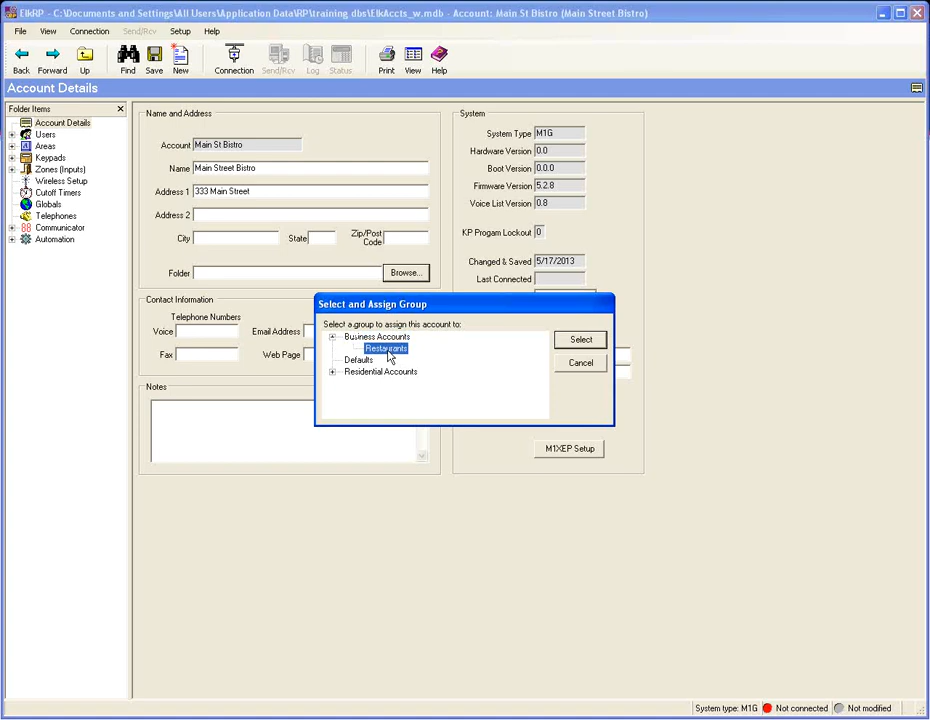 ElkRP - C:\Documents and Settings\All Users\Application Data\RP\training dbs\ElkAccts_w.mdb - Account: Main St Bistro (Main Street Bistro)
File View Connection Send/Rcv Setup Help
Back Forward Up Find Save New Connection Send/Rcv Log Status Print View Help
Account Details
Folder Items
Account Details
Users
Areas
Keypads
Zones (Inputs)
Wireless Setup
Cutoff Timers
Globals
Telephones
Communicator
Automation
Name and Address
Account Main St Bistro
Name Main Street Bistro
Address 1 333 Main Street
Address 2
City State Zip/Post Code
Folder Browse...
Contact Information
Telephone Numbers
Voice Email Address
Fax Web Page
Notes
System
System Type M1G
Hardware Version 0.0
Boot Version 0.0.0
Firmware Version 5.2.8
Voice List Version 0.8
KP Progam Lockout 0
Changed & Saved 5/17/2013
Last Connected
M1XEP Setup
Select and Assign Group
Select a group to assign this account to:
Business Accounts
Restaurants
Defaults
Residential Accounts
Select
Cancel
System type: M1G Not connected Not modified